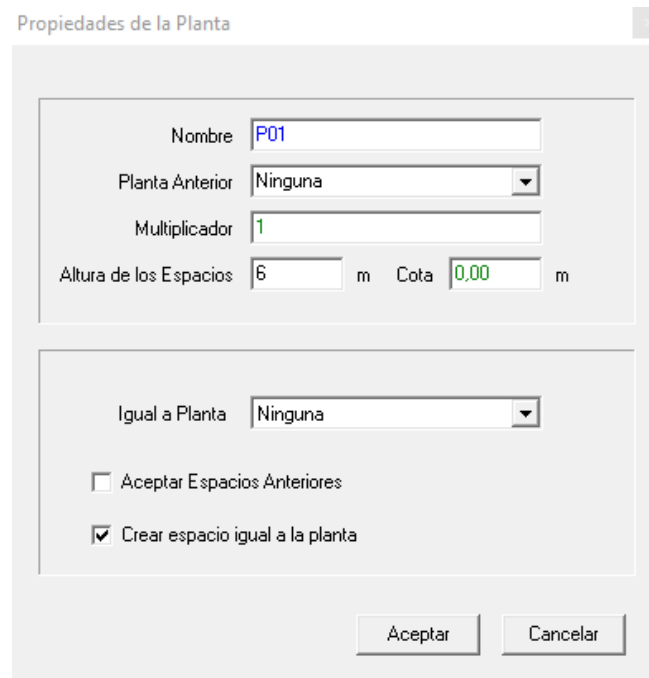 Propiedades de la Planta
Nombre P01
Planta Anterior Ninguna
Multiplicador 1
Altura de los Espacios 6 m Cota 0,00 m
Igual a Planta Ninguna
Aceptar Espacios Anteriores
Crear espacio igual a la planta
Aceptar Cancelar